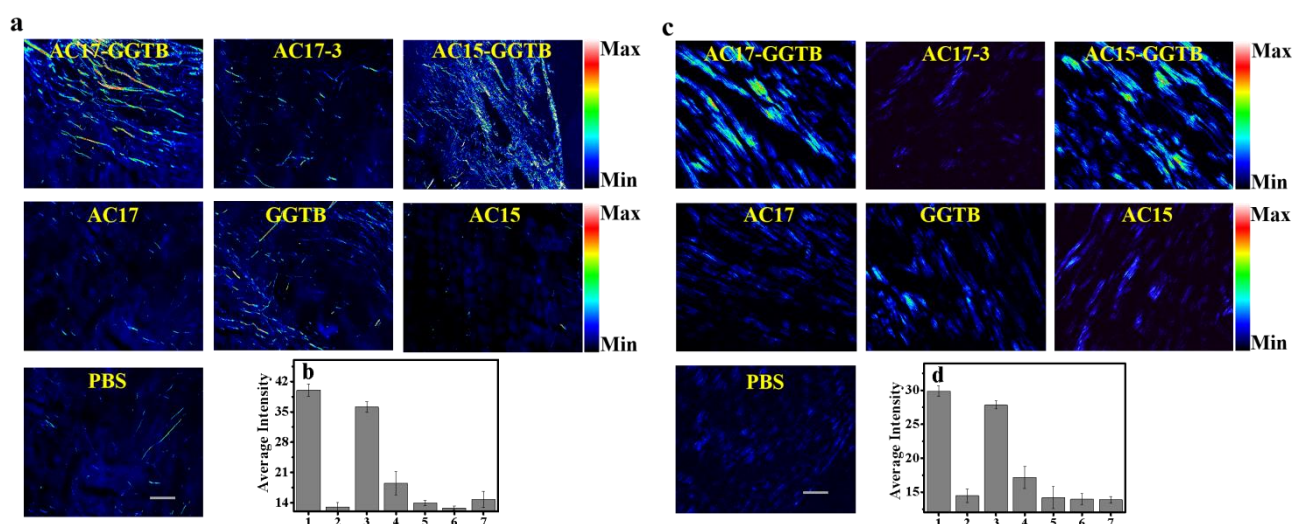 a
AC17-GGTB AC17-3 AC15-GGTB Max
Min
AC17 GGTB AC15 Max
Min
PBS
b
Average Intensity
42
35
28
21
14
1 2 3 4 5 6 7
c
AC17-GGTB AC17-3 AC15-GGTB Max
Min
AC17 GGTB AC15 Max
Min
PBS
d
Average Intensity
30
25
20
15
1 2 3 4 5 6 7